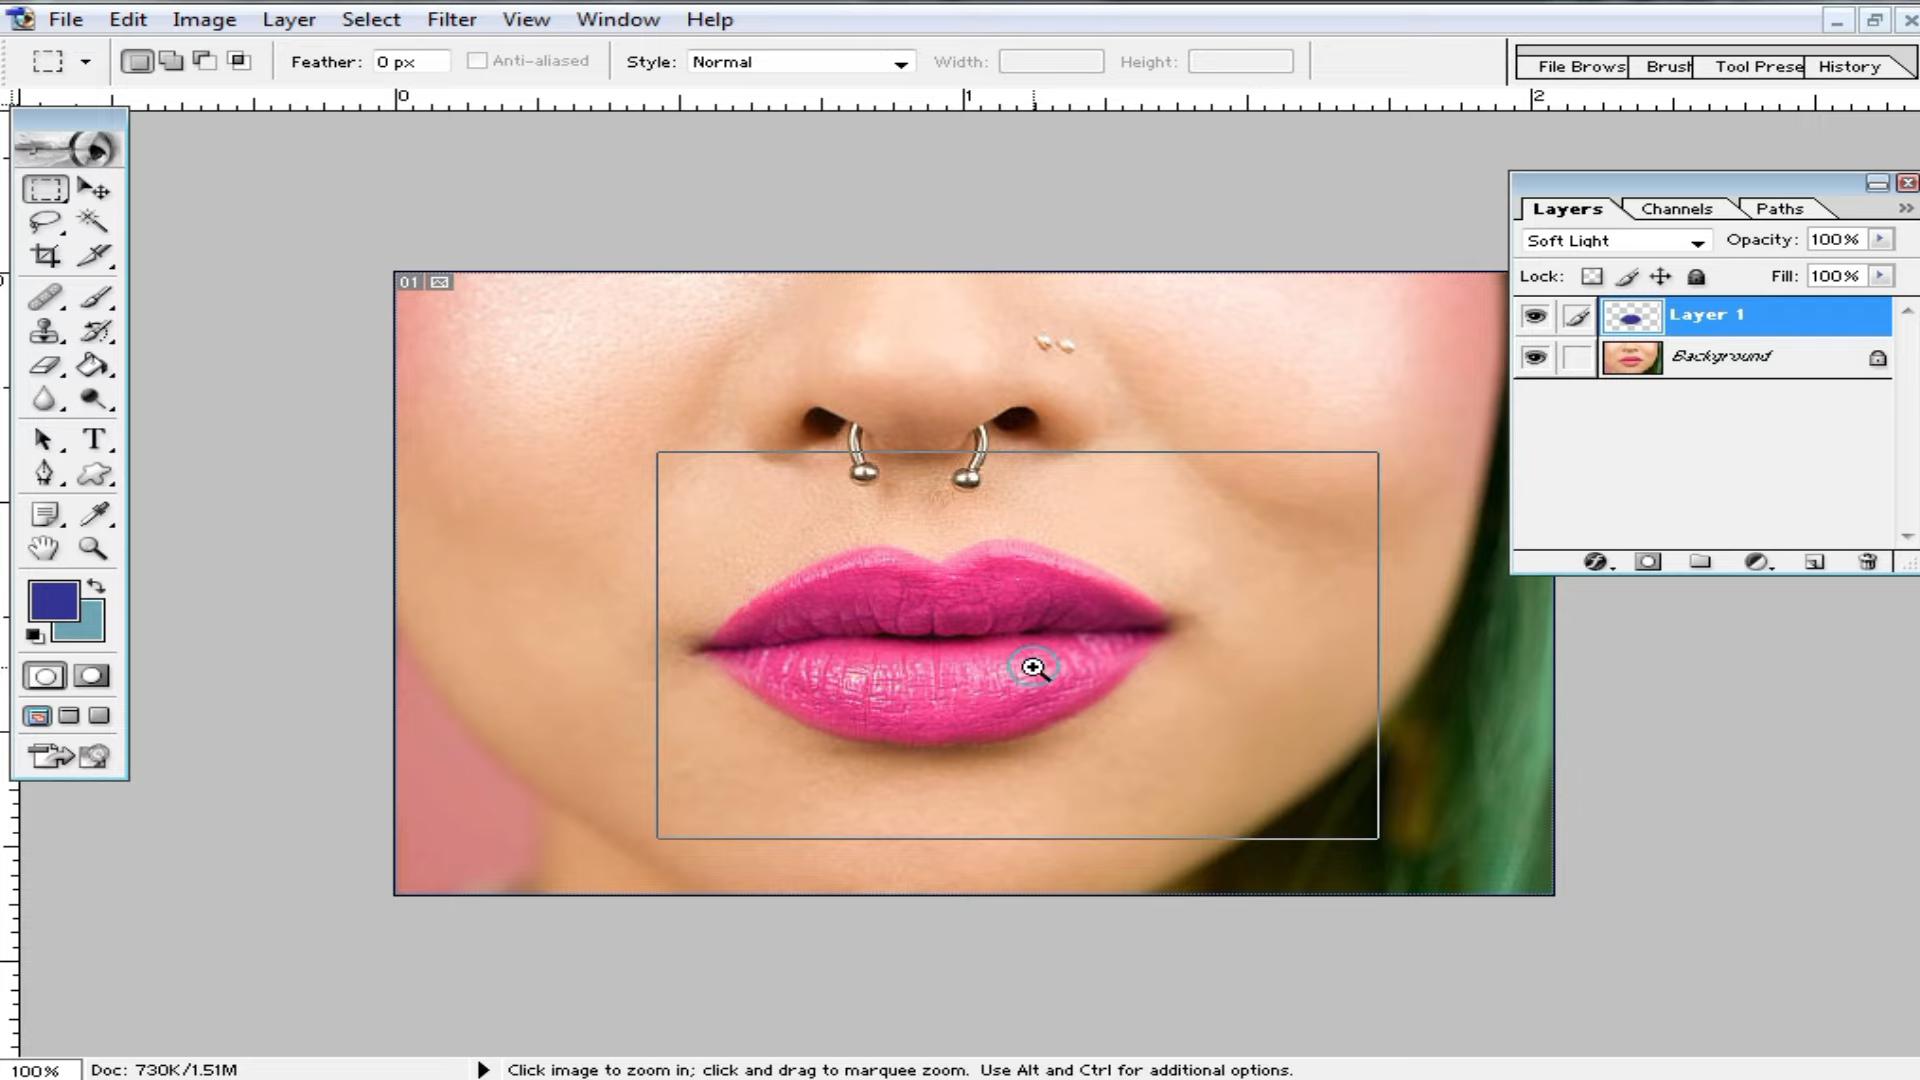 File Edit Image Layer Select Filter View Window Help
Feather: 0 px Anti-aliased Style: Normal Width: Height:
File Brows Brush Tool Prese History
0 1 2
01
Layers Channels Paths
Soft Light Opacity: 100%
Lock: Fill: 100%
Layer 1
Background
T
100% Doc: 730K/1.51M Click image to zoom in; click and drag to marquee zoom. Use Alt and Ctrl for additional options.